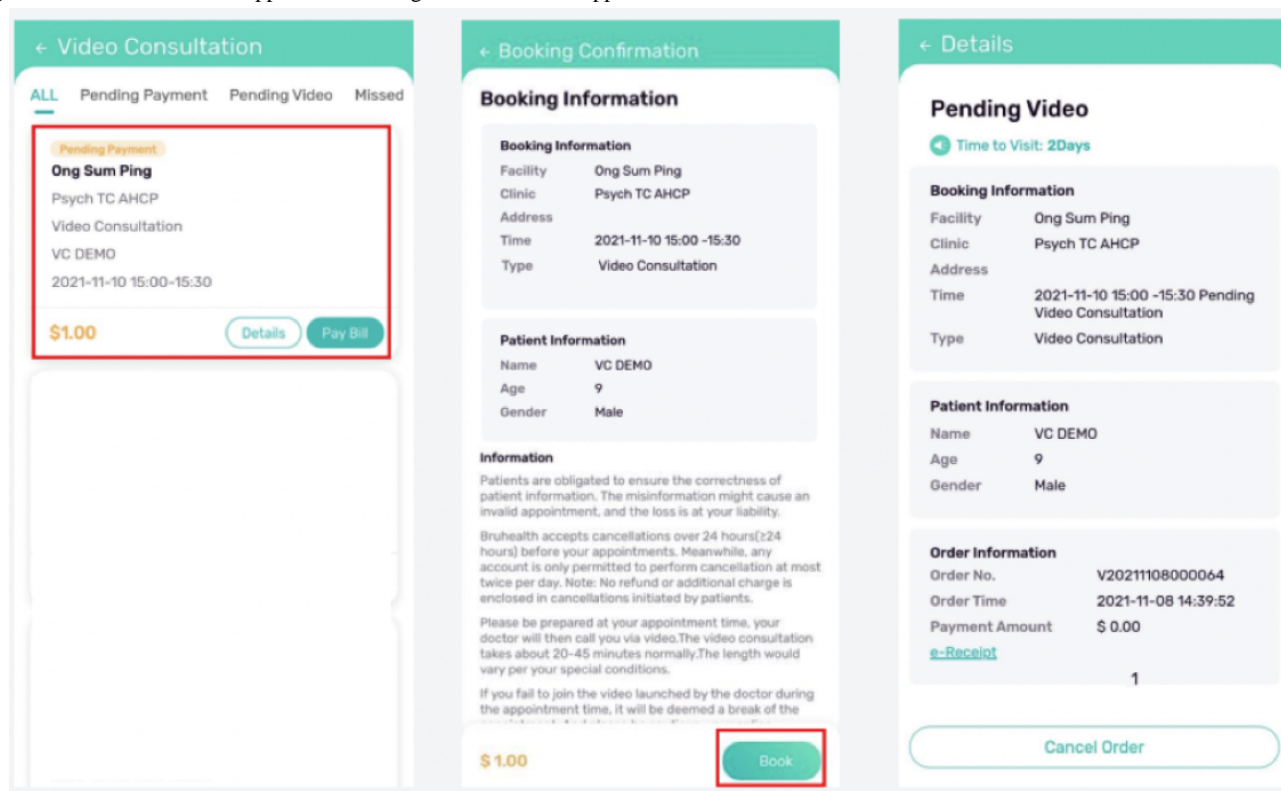 ← Video Consultation
ALL Pending Payment Pending Video Missed
Pending Payment
Ong Sum Ping
Psych TC AHCP
Video Consultation
VC DEMO
2021-11-10 15:00-15:30
$1.00 Details Pay Bill
← Booking Confirmation
Booking Information
Booking Information
Facility Ong Sum Ping
Clinic Psych TC AHCP
Address
Time 2021-11-10 15:00 -15:30
Type Video Consultation
Patient Information
Name VC DEMO
Age 9
Gender Male
Information
Patients are obligated to ensure the correctness of
patient information. The misinformation might cause an
invalid appointment, and the loss is at your liability.
Bruhealth accepts cancellations over 24 hours(≥24
hours) before your appointments. Meanwhile, any
account is only permitted to perform cancellation at most
twice per day. Note: No refund or additional charge is
enclosed in cancellations initiated by patients.
Please be prepared at your appointment time, your
doctor will then call you via video.The video consultation
takes about 20-45 minutes normally.The length would
vary per your special conditions.
If you fail to join the video launched by the doctor during
the appointment time, it will be deemed a break of the
$ 1.00 Book
← Details
Pending Video
Time to Visit: 2Days
Booking Information
Facility Ong Sum Ping
Clinic Psych TC AHCP
Address
Time 2021-11-10 15:00 -15:30 Pending
Video Consultation
Type Video Consultation
Patient Information
Name VC DEMO
Age 9
Gender Male
Order Information
Order No. V20211108000064
Order Time 2021-11-08 14:39:52
Payment Amount $ 0.00
e-Receipt
1
Cancel Order